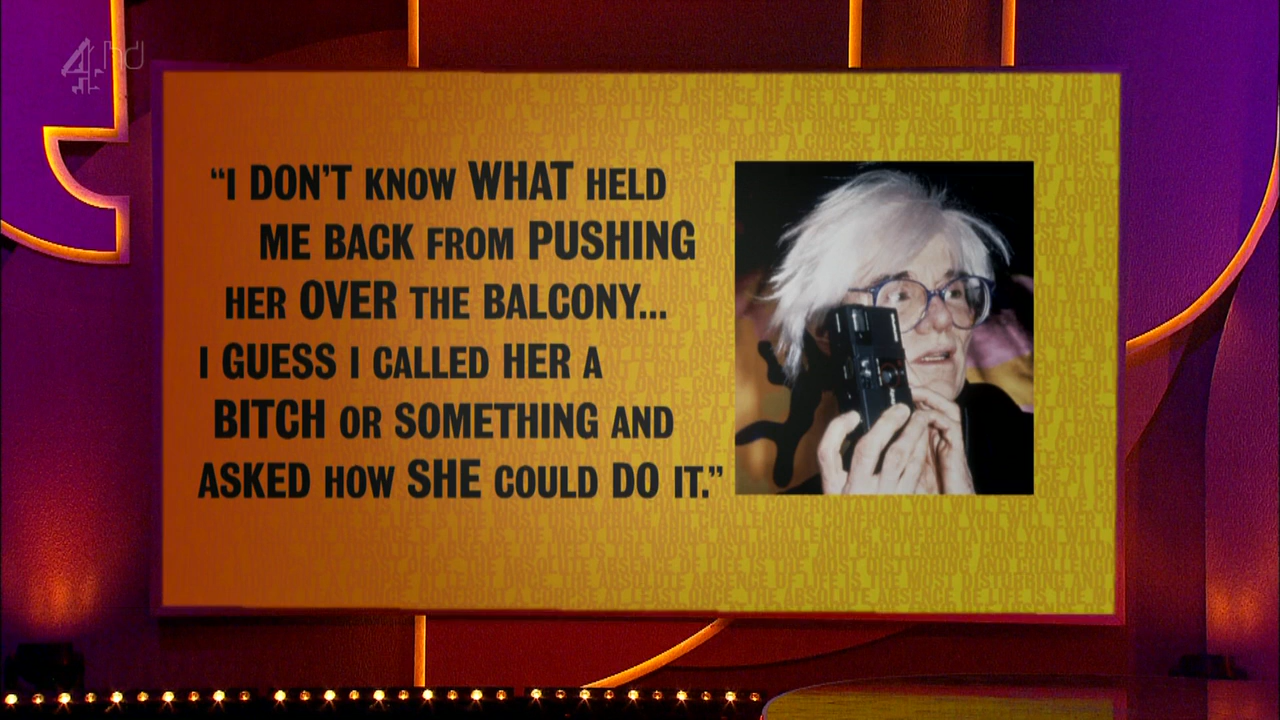 4hd
“I DON’T KNOW WHAT HELD
ME BACK FROM PUSHING
HER OVER THE BALCONY...
I GUESS I CALLED HER A
BITCH OR SOMETHING AND
ASKED HOW SHE COULD DO IT.”